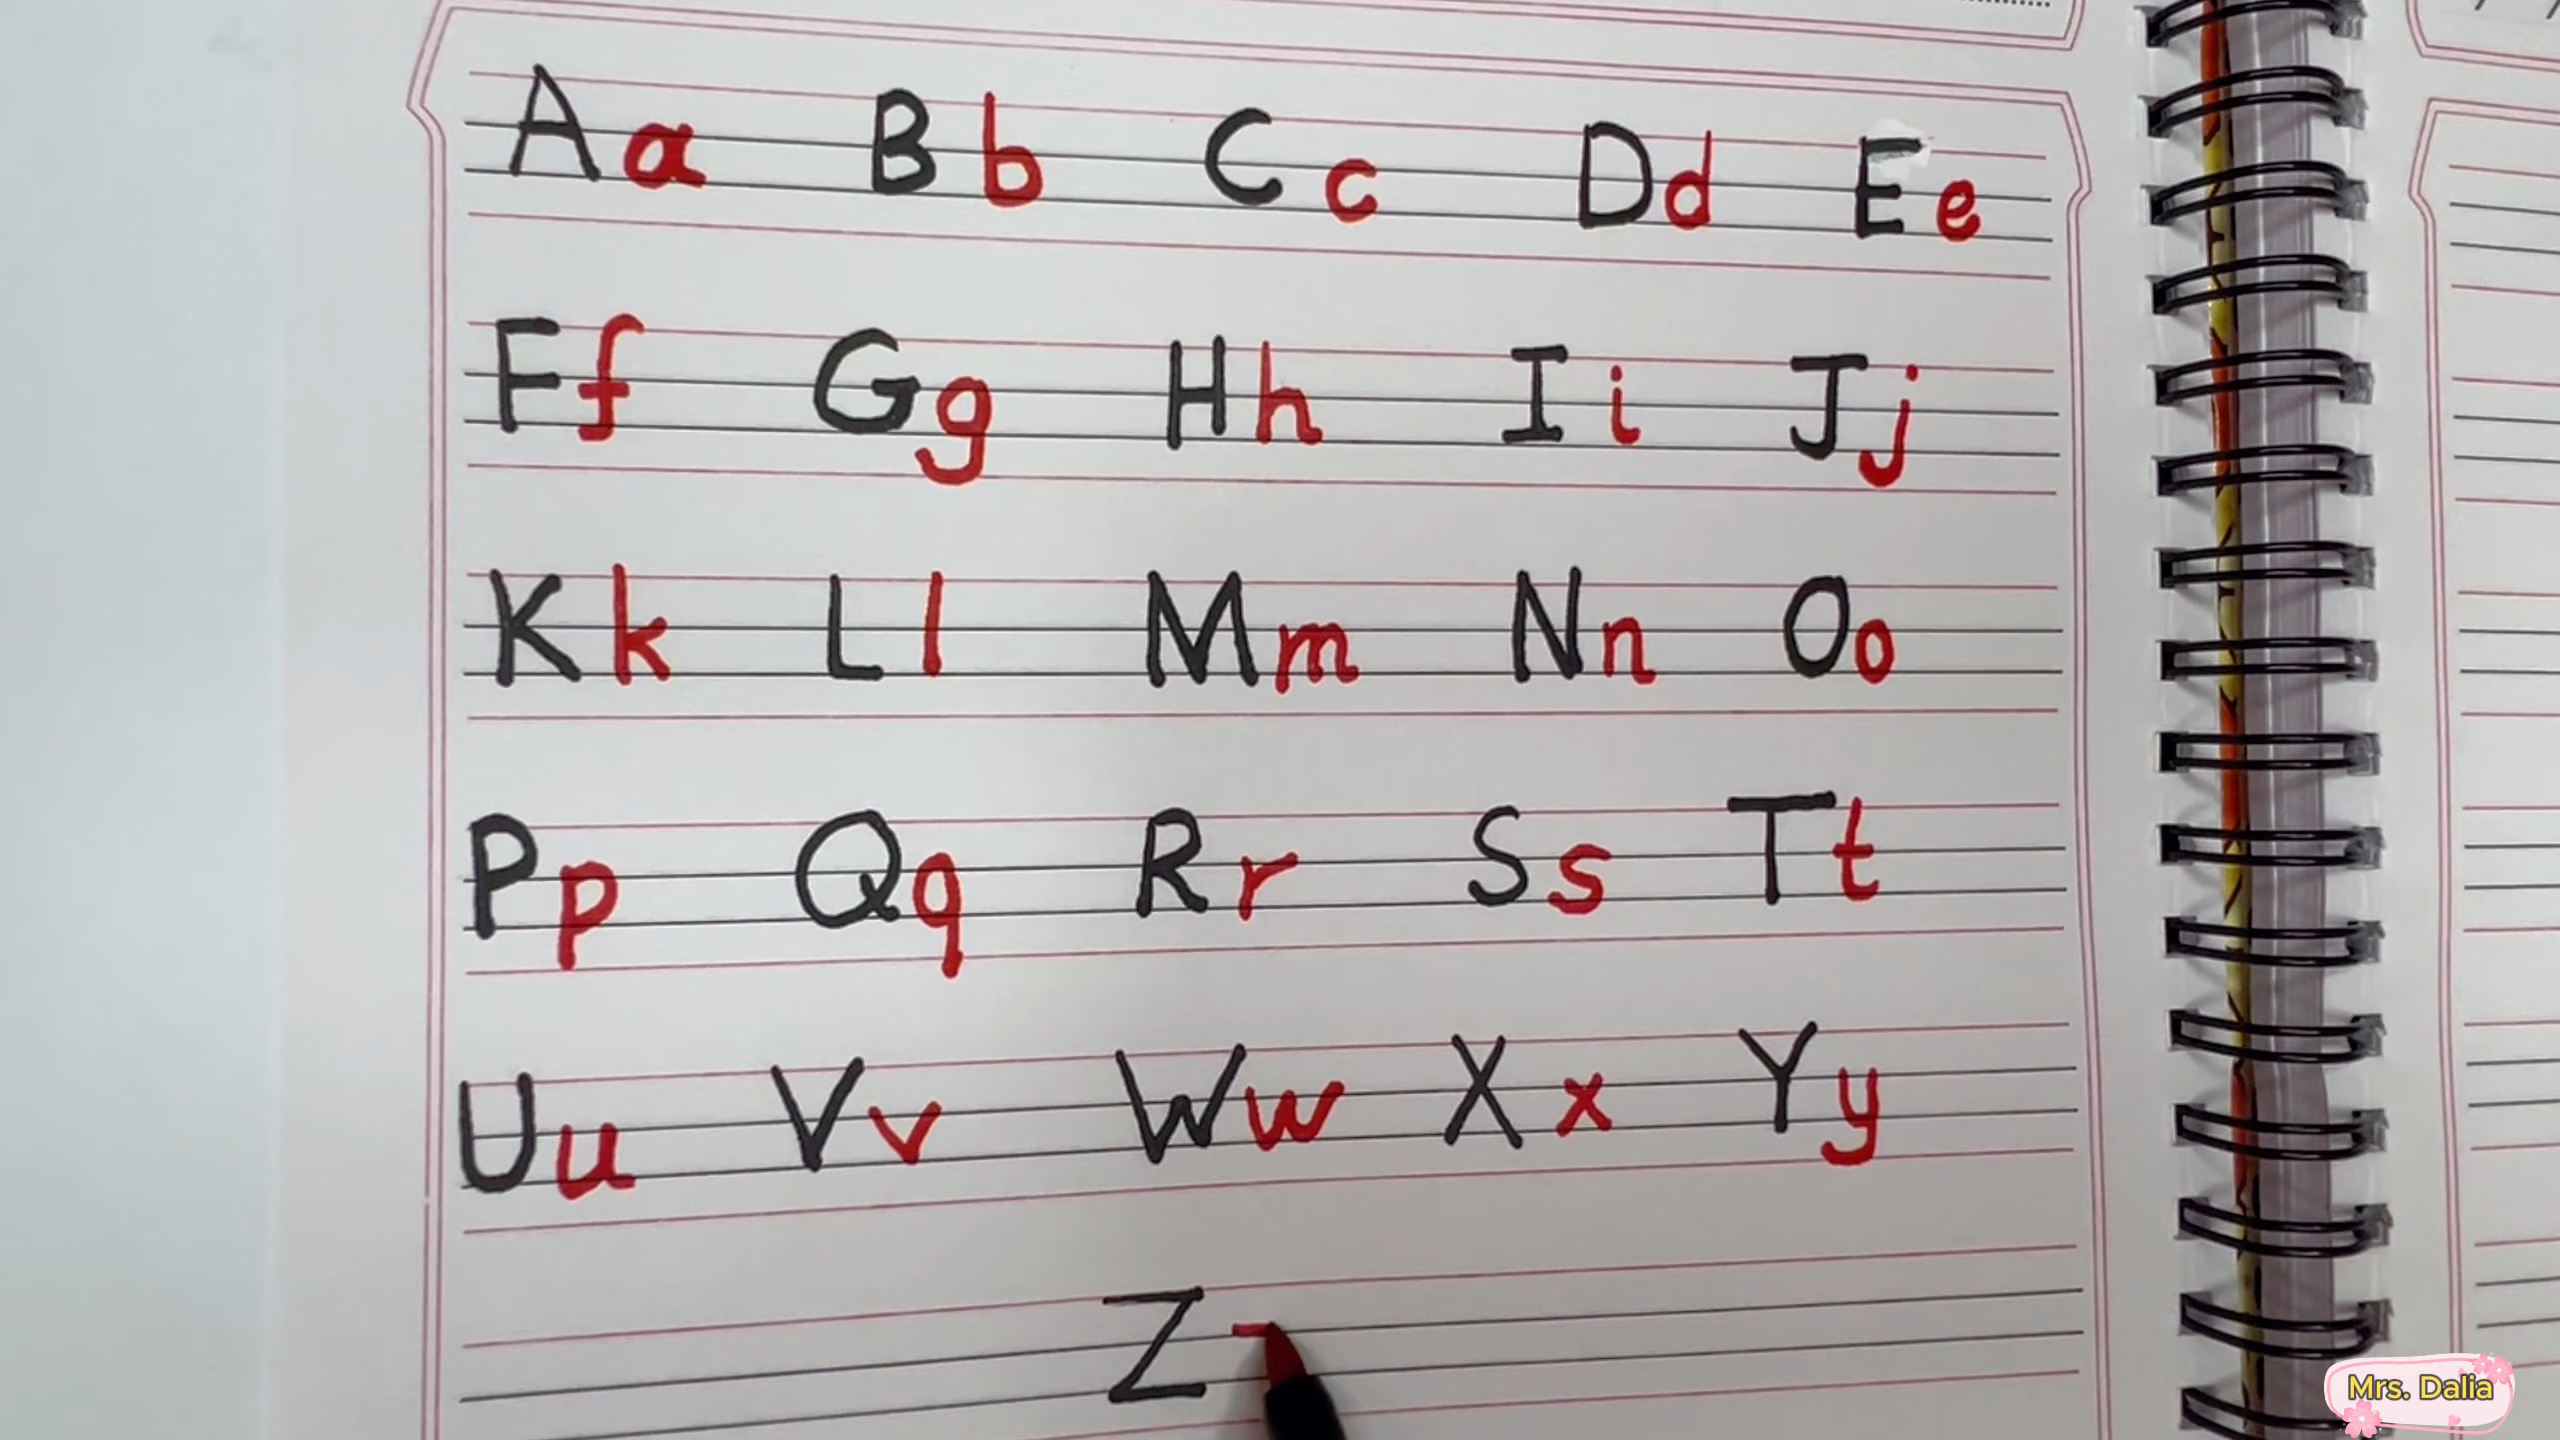 Aa Bb Cc Dd Ee
Ff Gg Hh Ii Jj
Kk Ll Mm Nn Oo
Pp Qq Rr Ss Tt
Uu Vv Ww Xx Yy
Z
Mrs. Dalia